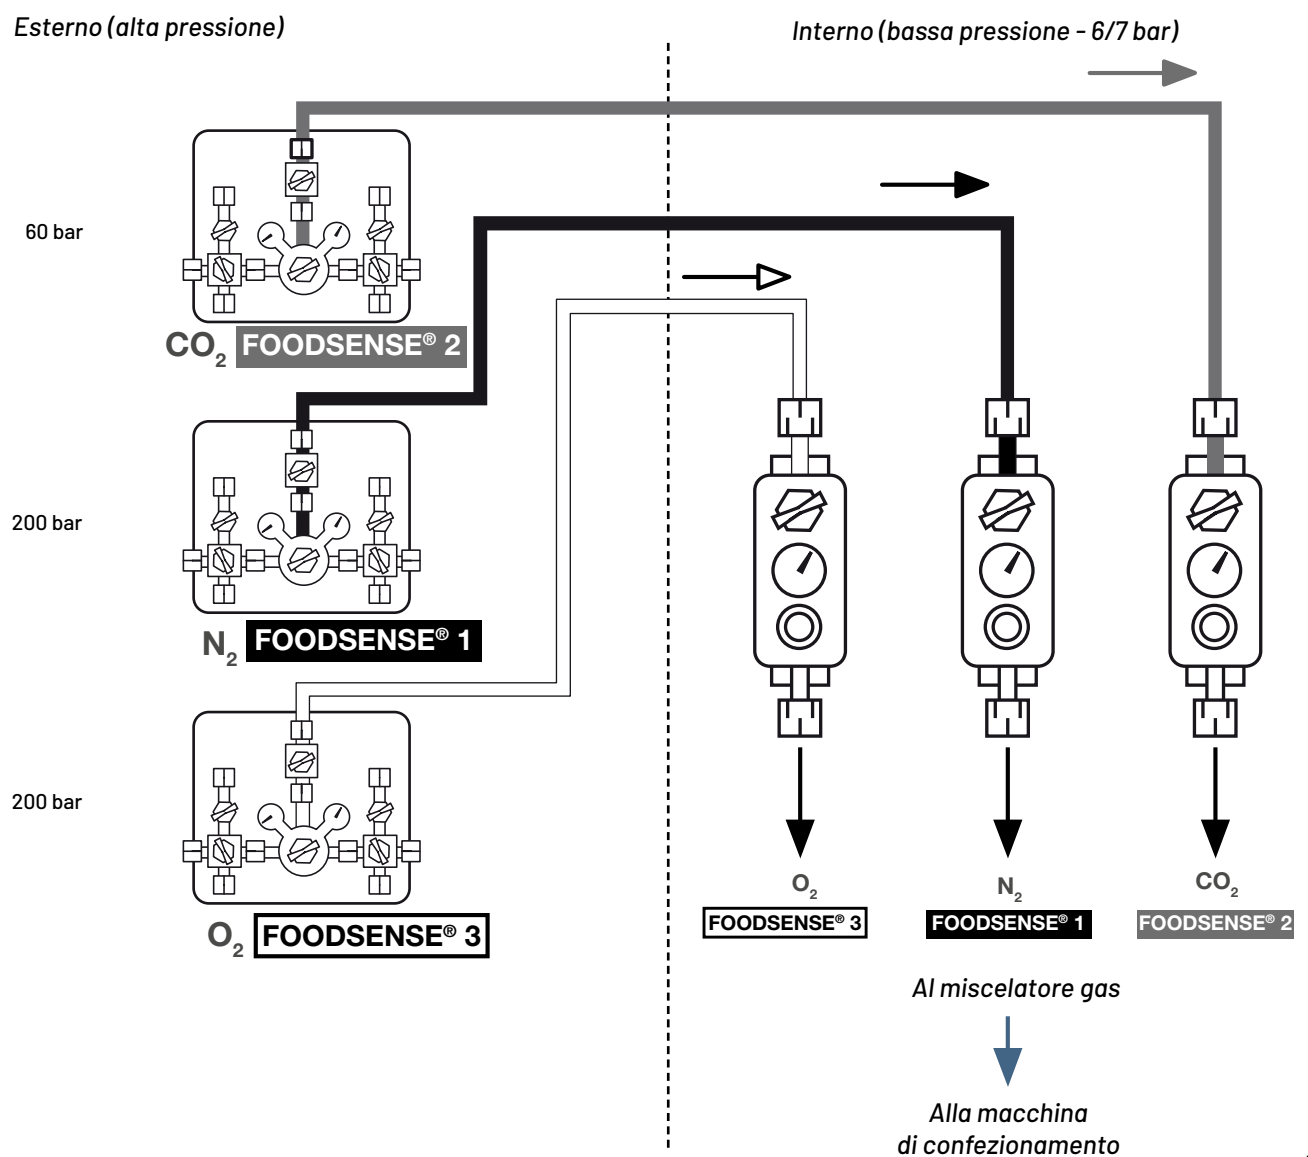 Esterno (alta pressione)
Interno (bassa pressione - 6/7 bar)
60 bar
CO₂ FOODSENSE® 2
200 bar
N₂ FOODSENSE® 1
200 bar
O₂ FOODSENSE® 3
O₂
FOODSENSE® 3
N₂
FOODSENSE® 1
CO₂
FOODSENSE® 2
Al miscelatore gas
Alla macchina
di confezionamento